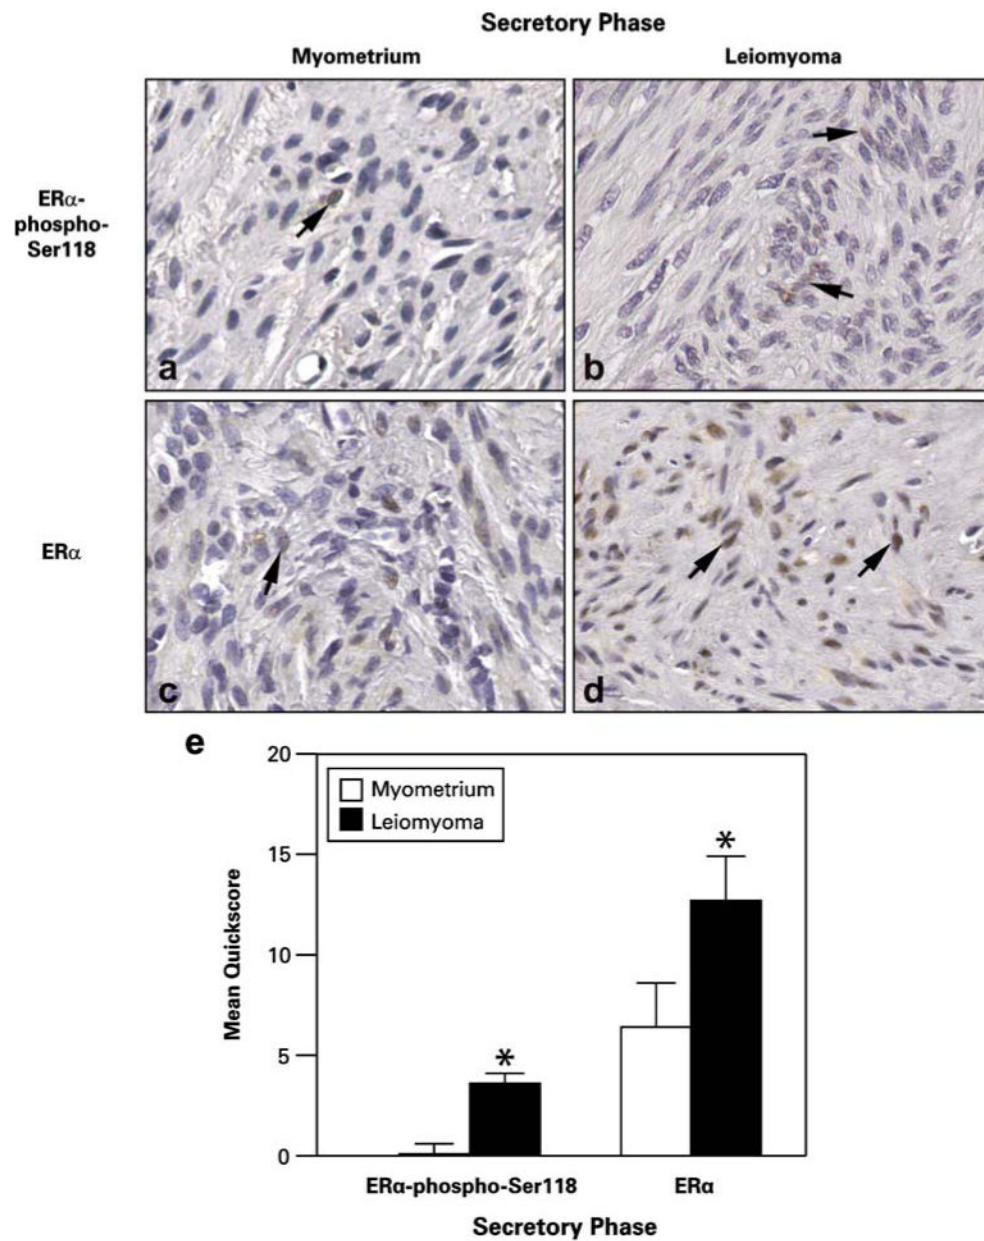 Secretory Phase
Myometrium
Leiomyoma
ERα-
phospho-
Ser118
a
b
ERα
c
d
e
20
15
10
5
0
Mean Quickscore
Myometrium
Leiomyoma
*
*
ERα-phospho-Ser118
ERα
Secretory Phase